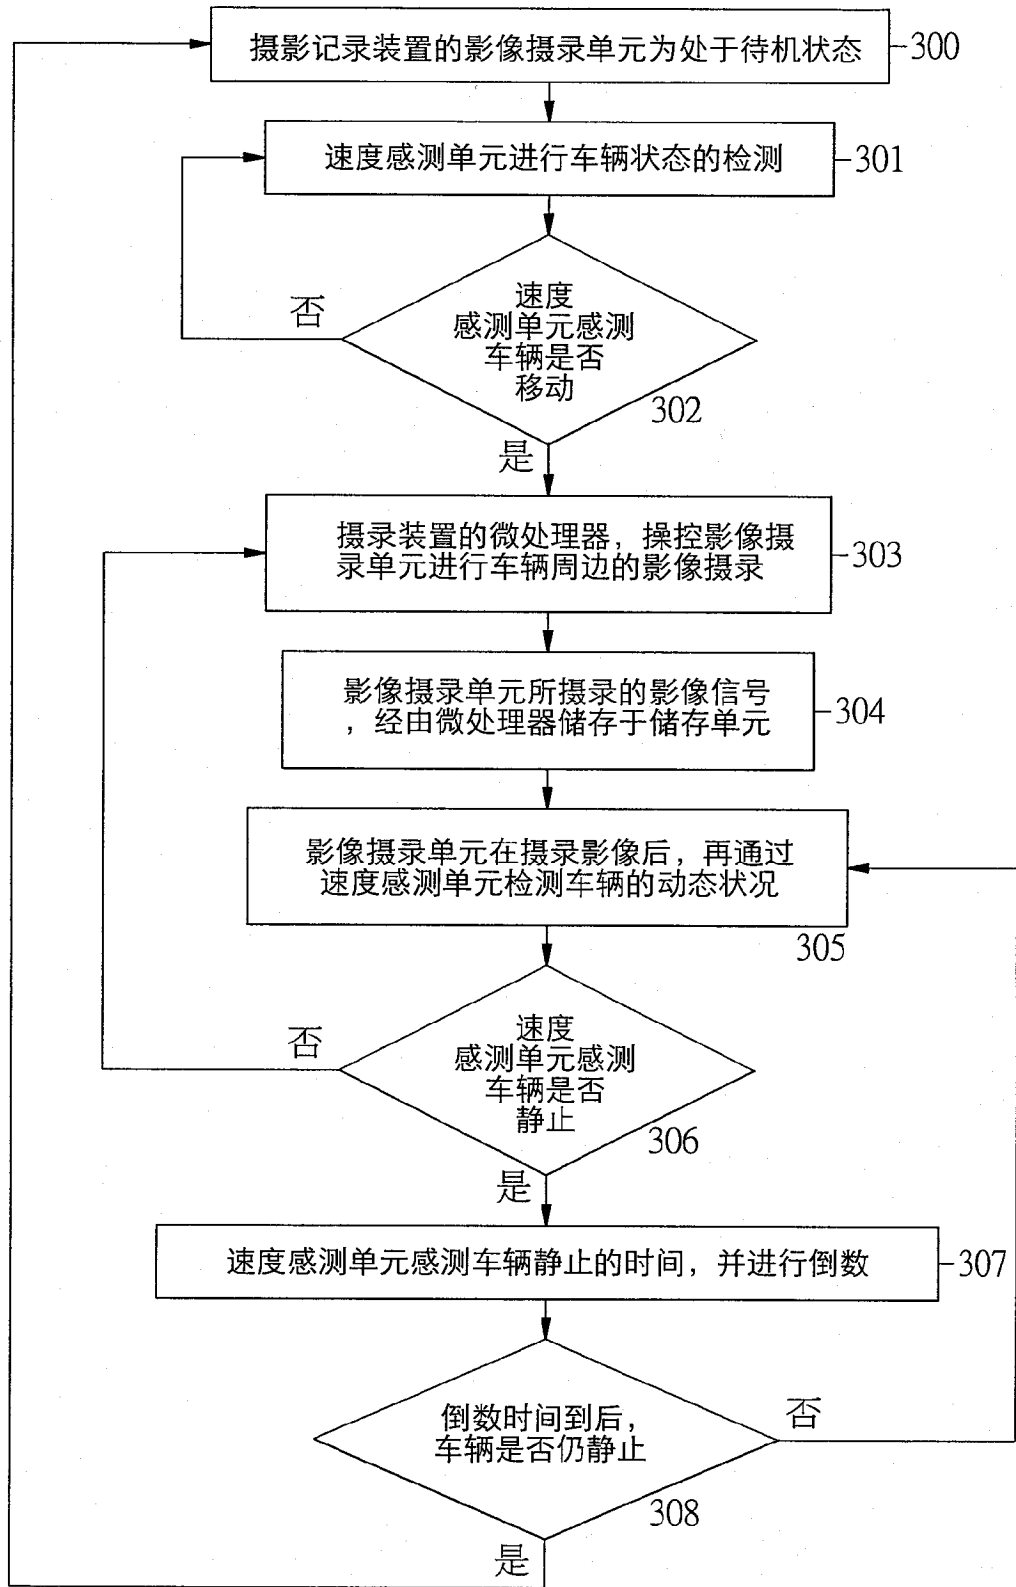 摄影记录装置的影像摄录单元为处于待机状态
300
速度感测单元进行车辆状态的检测
301
速度
感测单元感测
车辆是否
移动
302
否
是
摄录装置的微处理器，操控影像摄
录单元进行车辆周边的影像摄录
303
影像摄录单元所摄录的影像信号
，经由微处理器储存于储存单元
304
影像摄录单元在摄录影像后，再通过
速度感测单元检测车辆的动态状况
305
速度
感测单元感测
车辆是否
静止
306
否
是
速度感测单元感测车辆静止的时间，并进行倒数
307
倒数时间到后，
车辆是否仍静止
308
否
是